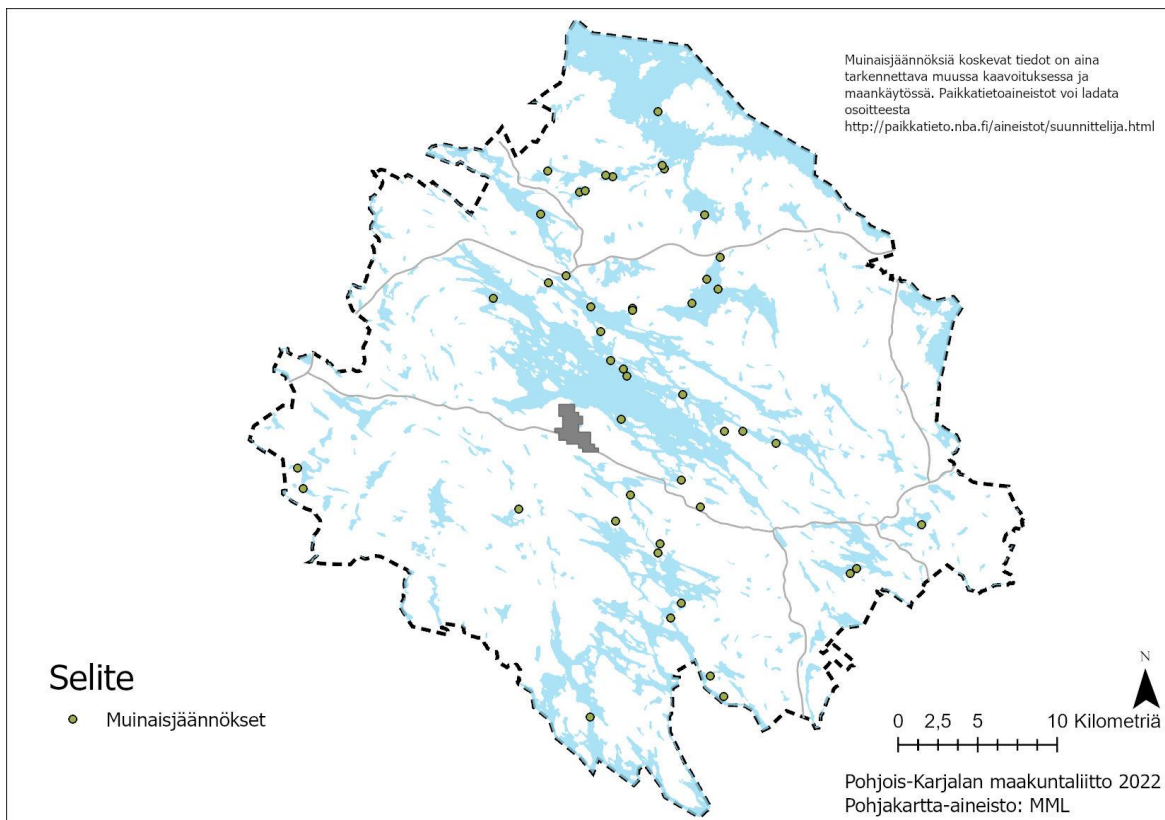 Muinaisjäännöksiä koskevat tiedot on aina
tarkennettava muussa kaavoituksessa ja
maankäytössä. Paikkatietoaineistot voi ladata
osoitteesta
http://paikkatieto.nba.fi/aineistot/suunnittelija.html
Selite
Muinaisjäännökset
N
0 2,5 5 10 Kilometriä
Pohjois-Karjalan maakuntaliitto 2022
Pohjakartta-aineisto: MML